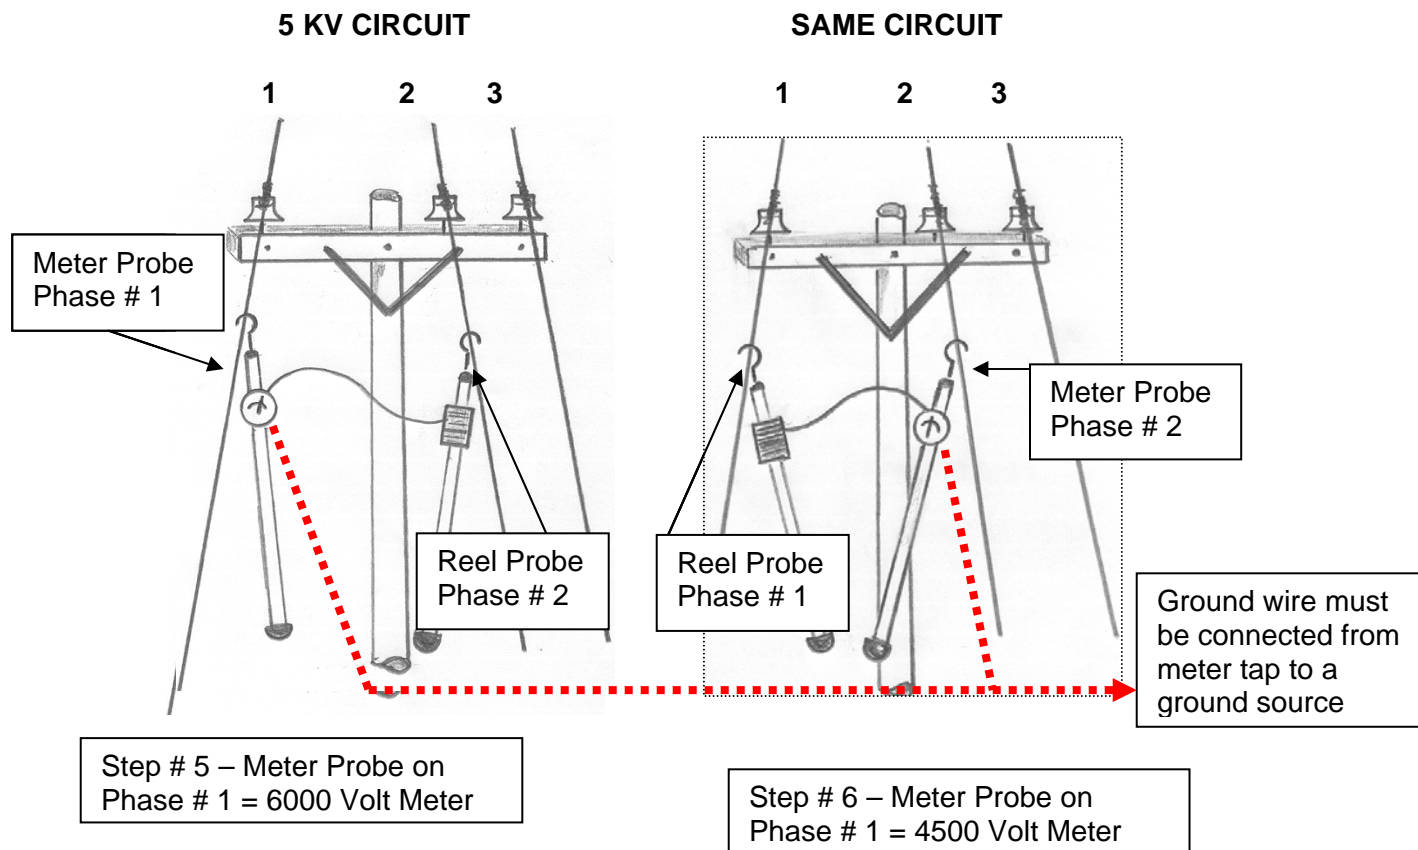 5 KV CIRCUIT
SAME CIRCUIT
1 2 3
1 2 3
Meter Probe
Phase # 1
Reel Probe
Phase # 2
Reel Probe
Phase # 1
Meter Probe
Phase # 2
Ground wire must
be connected from
meter tap to a
ground source
Step # 5 – Meter Probe on
Phase # 1 = 6000 Volt Meter
Step # 6 – Meter Probe on
Phase # 1 = 4500 Volt Meter